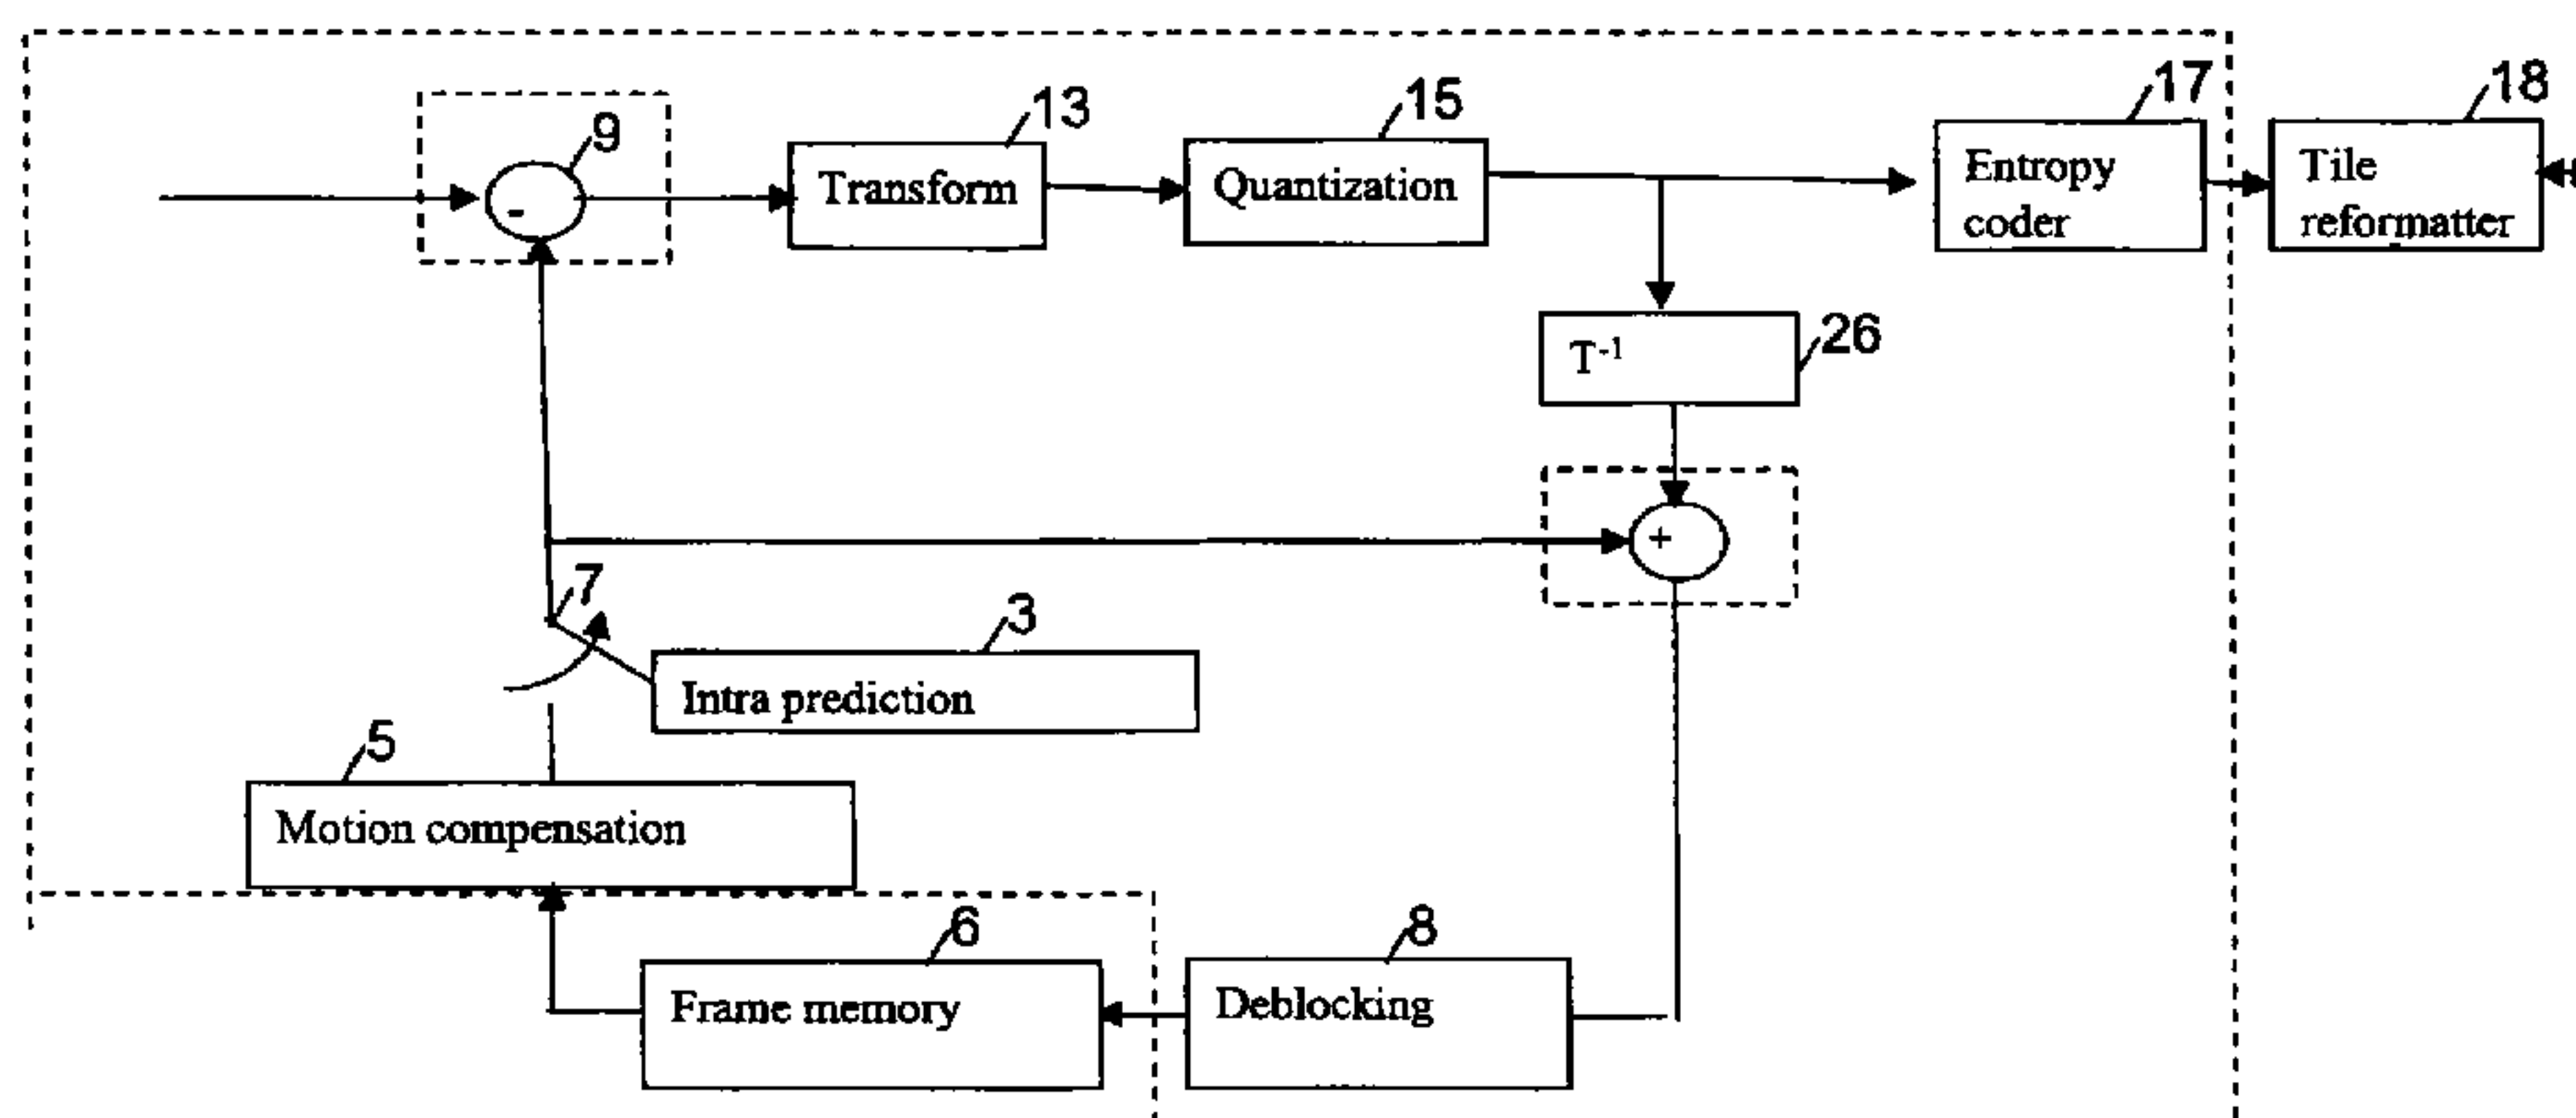 9
13
15
17
18
-
Transform
Quantization
Entropy
coder
Tile
reformatter
T-1
26
+
7
3
Intra prediction
5
Motion compensation
6
8
Frame memory
Deblocking